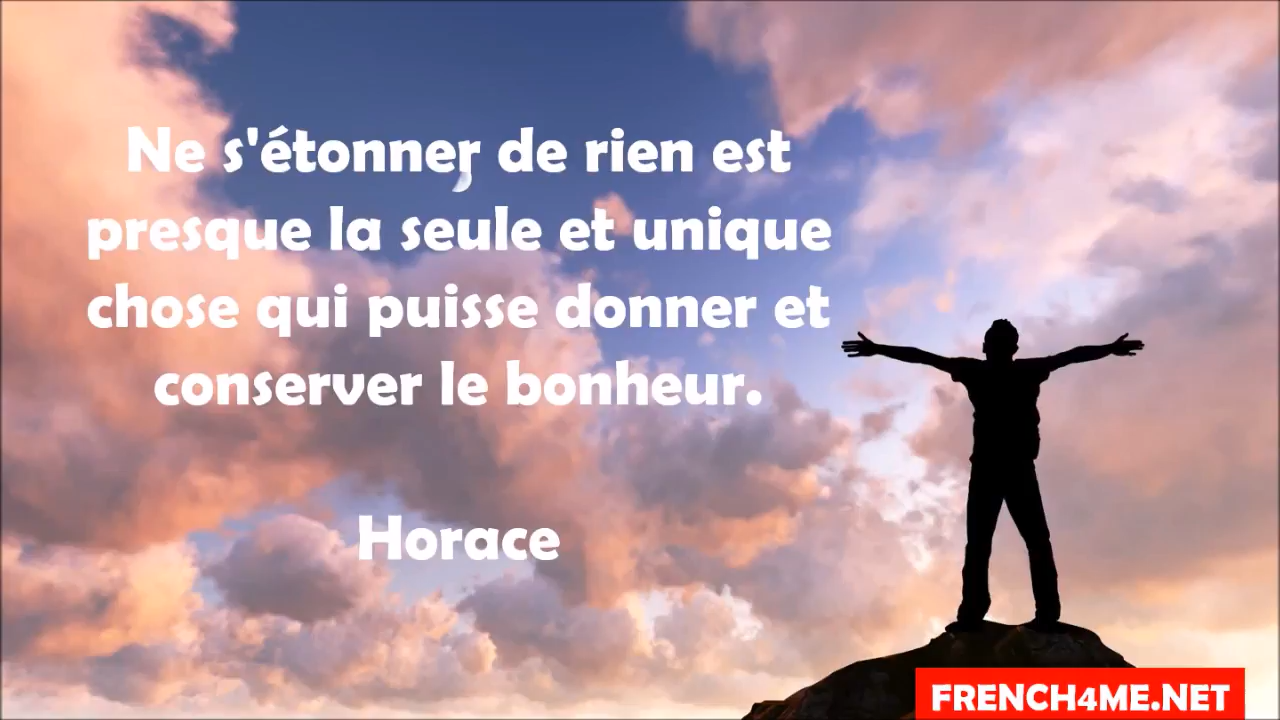 Ne s'étonner de rien est
presque la seule et unique
chose qui puisse donner et
conserver le bonheur.
Horace
FRENCH4ME.NET